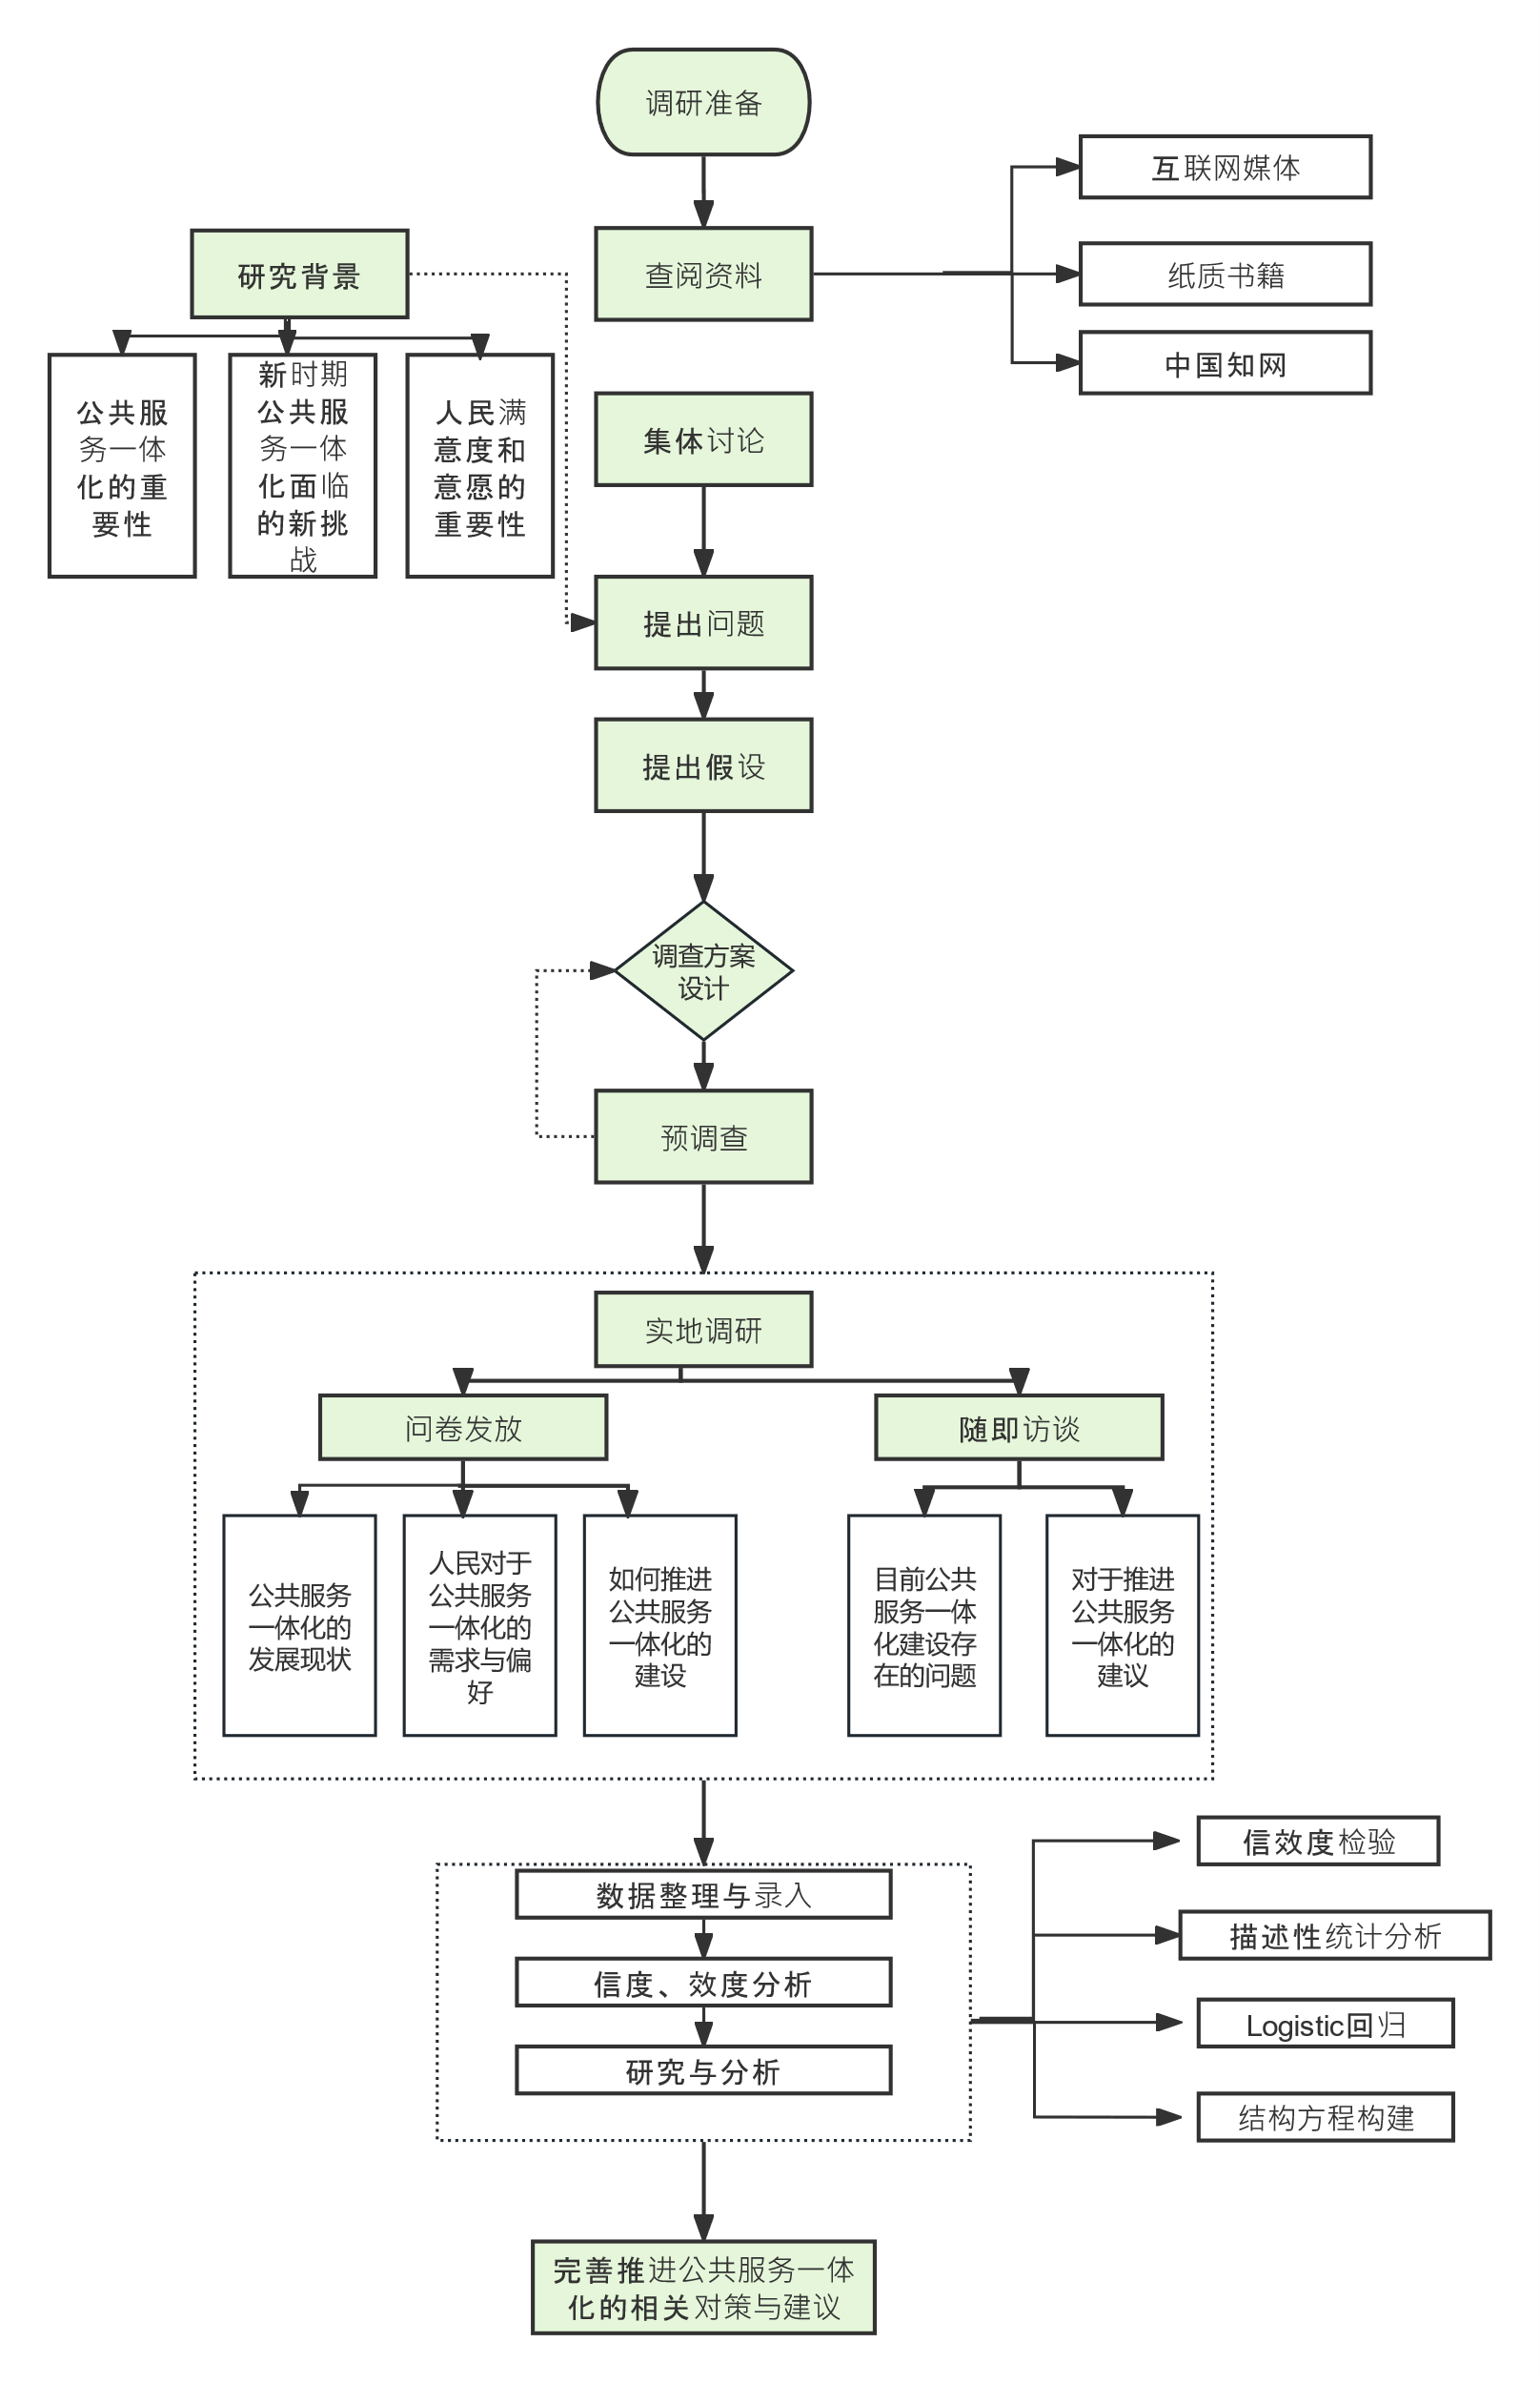 调研准备
互联网媒体
研究背景
查阅资料
纸质书籍
中国知网
公共服
务一体
化的重
要性
新时期
公共服
务一体
化面临
的新挑
战
人民满
意度和
意愿的
重要性
集体讨论
提出问题
提出假设
调查方案
设计
预调查
实地调研
问卷发放
随即访谈
公共服务
一体化的
发展现状
人民对于
公共服务
一体化的
需求与偏
好
如何推进
公共服务
一体化的
建设
目前公共
服务一体
化建设存
在的问题
对于推进
公共服务
一体化的
建议
数据整理与录入
信度、效度分析
研究与分析
信效度检验
描述性统计分析
Logistic回归
结构方程构建
完善推进公共服务一体
化的相关对策与建议